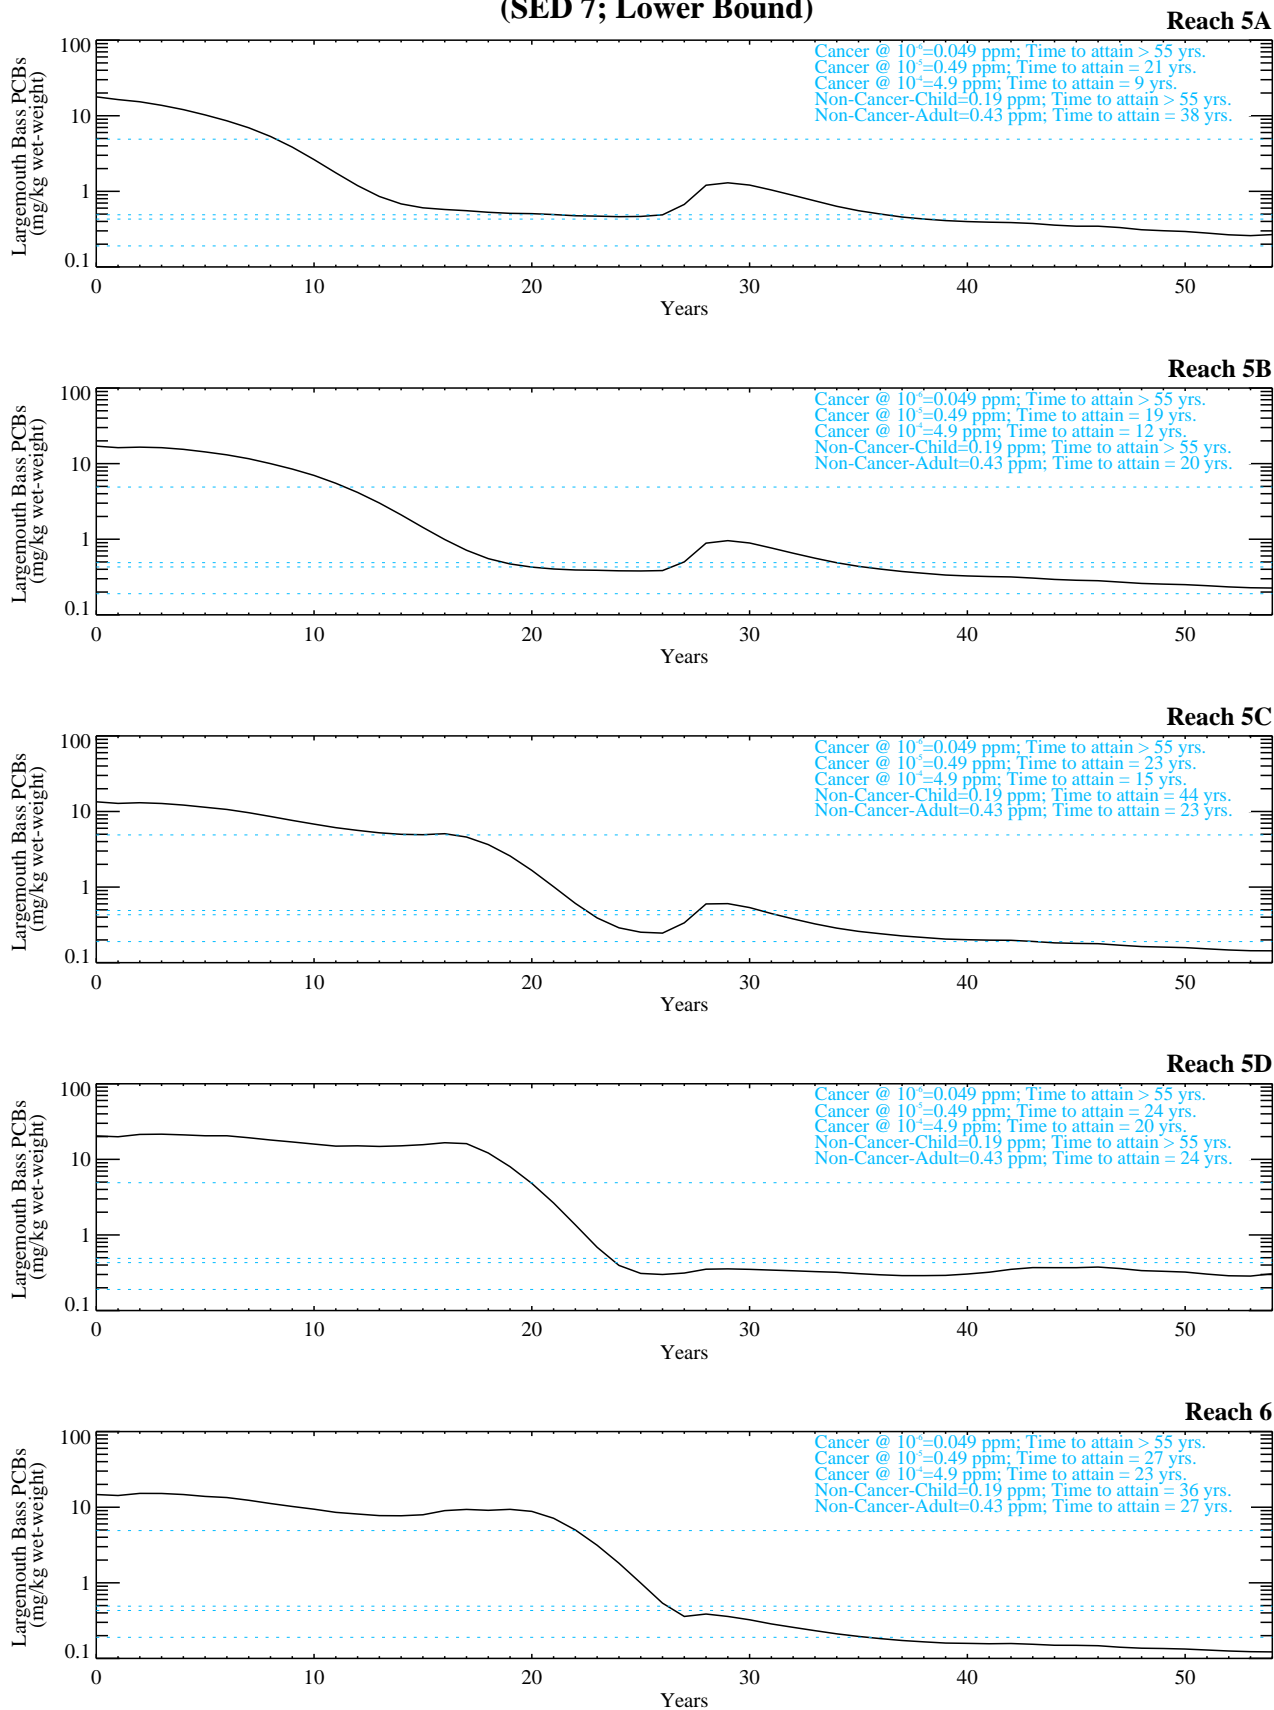 (SED 7; Lower Bound)
Reach 5A
Largemouth Bass PCBs
(mg/kg wet-weight)
100
10
1
0.1
Cancer @ 10⁻⁶=0.049 ppm; Time to attain > 55 yrs.
Cancer @ 10⁻⁵=0.49 ppm; Time to attain = 21 yrs.
Cancer @ 10⁻⁴=4.9 ppm; Time to attain = 9 yrs.
Non-Cancer-Child=0.19 ppm; Time to attain > 55 yrs.
Non-Cancer-Adult=0.43 ppm; Time to attain = 38 yrs.
0 10 20 30 40 50
Years
Reach 5B
Largemouth Bass PCBs
(mg/kg wet-weight)
100
10
1
0.1
Cancer @ 10⁻⁶=0.049 ppm; Time to attain > 55 yrs.
Cancer @ 10⁻⁵=0.49 ppm; Time to attain = 19 yrs.
Cancer @ 10⁻⁴=4.9 ppm; Time to attain = 12 yrs.
Non-Cancer-Child=0.19 ppm; Time to attain > 55 yrs.
Non-Cancer-Adult=0.43 ppm; Time to attain = 20 yrs.
0 10 20 30 40 50
Years
Reach 5C
Largemouth Bass PCBs
(mg/kg wet-weight)
100
10
1
0.1
Cancer @ 10⁻⁶=0.049 ppm; Time to attain > 55 yrs.
Cancer @ 10⁻⁵=0.49 ppm; Time to attain = 23 yrs.
Cancer @ 10⁻⁴=4.9 ppm; Time to attain = 15 yrs.
Non-Cancer-Child=0.19 ppm; Time to attain = 44 yrs.
Non-Cancer-Adult=0.43 ppm; Time to attain = 23 yrs.
0 10 20 30 40 50
Years
Reach 5D
Largemouth Bass PCBs
(mg/kg wet-weight)
100
10
1
0.1
Cancer @ 10⁻⁶=0.049 ppm; Time to attain > 55 yrs.
Cancer @ 10⁻⁵=0.49 ppm; Time to attain = 24 yrs.
Cancer @ 10⁻⁴=4.9 ppm; Time to attain = 20 yrs.
Non-Cancer-Child=0.19 ppm; Time to attain > 55 yrs.
Non-Cancer-Adult=0.43 ppm; Time to attain = 24 yrs.
0 10 20 30 40 50
Years
Reach 6
Largemouth Bass PCBs
(mg/kg wet-weight)
100
10
1
0.1
Cancer @ 10⁻⁶=0.049 ppm; Time to attain > 55 yrs.
Cancer @ 10⁻⁵=0.49 ppm; Time to attain = 27 yrs.
Cancer @ 10⁻⁴=4.9 ppm; Time to attain = 23 yrs.
Non-Cancer-Child=0.19 ppm; Time to attain = 36 yrs.
Non-Cancer-Adult=0.43 ppm; Time to attain = 27 yrs.
0 10 20 30 40 50
Years